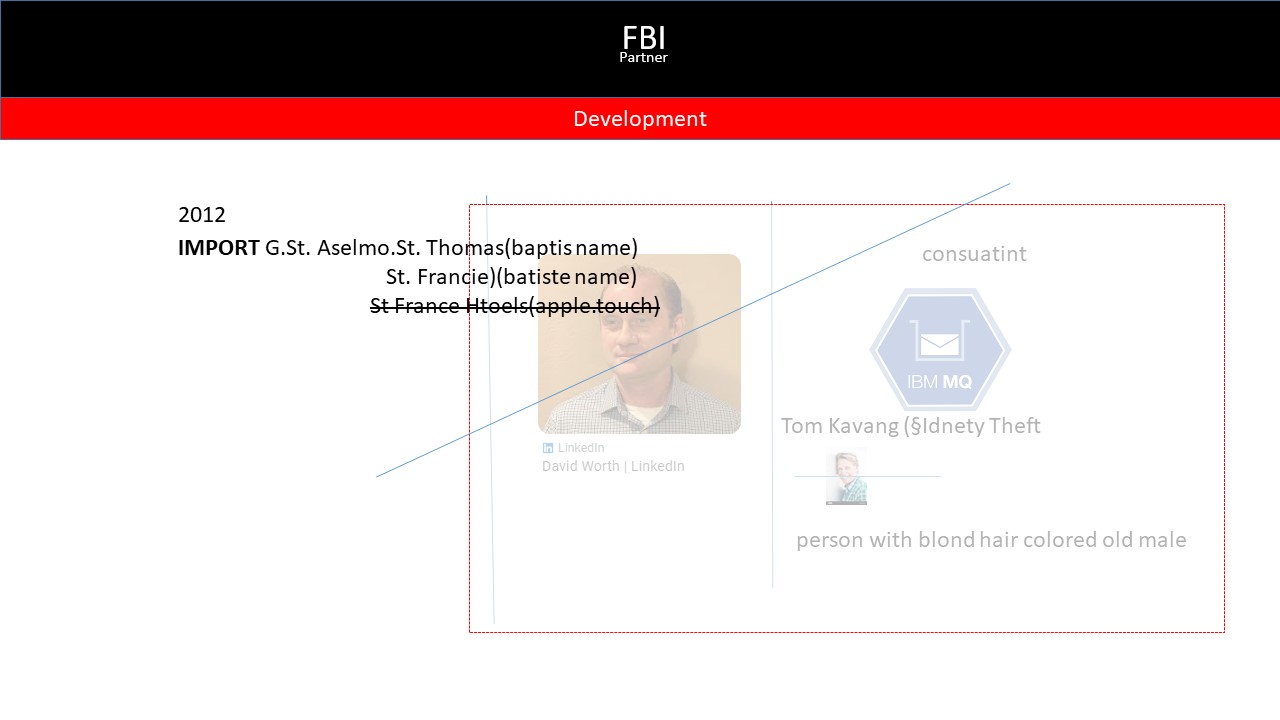 FBI
Partner
Development
2012
IMPORT G.St. Aselmo.St. Thomas(baptis name)
St. Francie)(batiste name)
St France Htoels(apple.touch)
consuatint
IBM MQ
Tom Kavang (§Idnety Theft
LinkedIn
David Worth | LinkedIn
person with blond hair colored old male